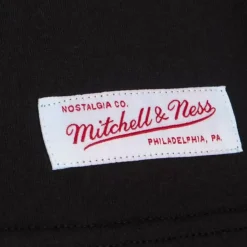 NOSTALGIA CO.
Mitchell & Ness
PHILADELPHIA, PA.